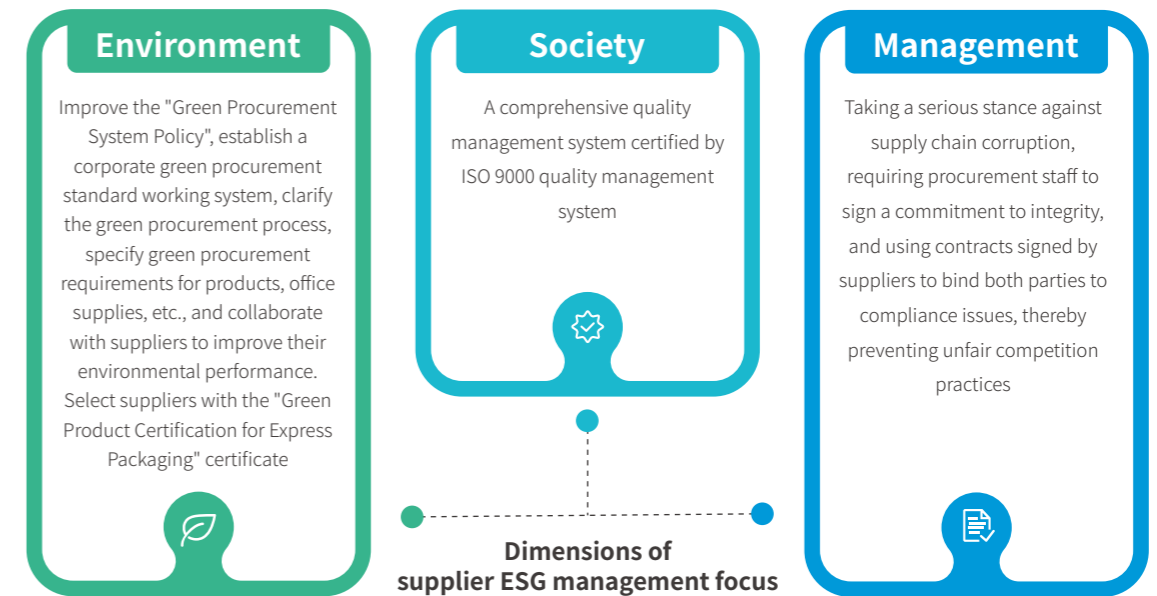 Environment
Improve the "Green Procurement
System Policy", establish a
corporate green procurement
standard working system, clarify
the green procurement process,
specify green procurement
requirements for products, office
supplies, etc., and collaborate
with suppliers to improve their
environmental performance.
Select suppliers with the "Green
Product Certification for Express
Packaging" certificate
Society
A comprehensive quality
management system certified by
ISO 9000 quality management
system
Management
Taking a serious stance against
supply chain corruption,
requiring procurement staff to
sign a commitment to integrity,
and using contracts signed by
suppliers to bind both parties to
compliance issues, thereby
preventing unfair competition
practices
Dimensions of
supplier ESG management focus